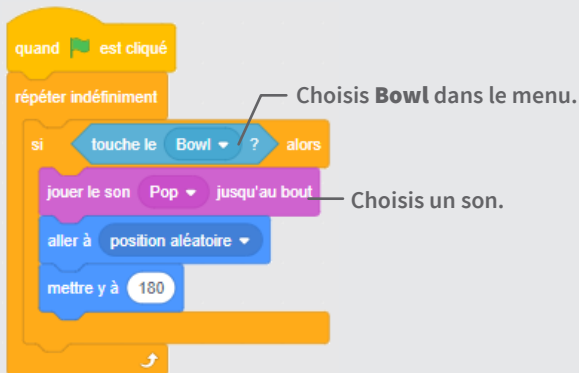 quand est cliqué
répéter indéfiniment
Choisis Bowl dans le menu.
si touche le Bowl ? alors
jouer le son Pop jusqu'au bout
Choisis un son.
aller à position aléatoire
mettre y à 180